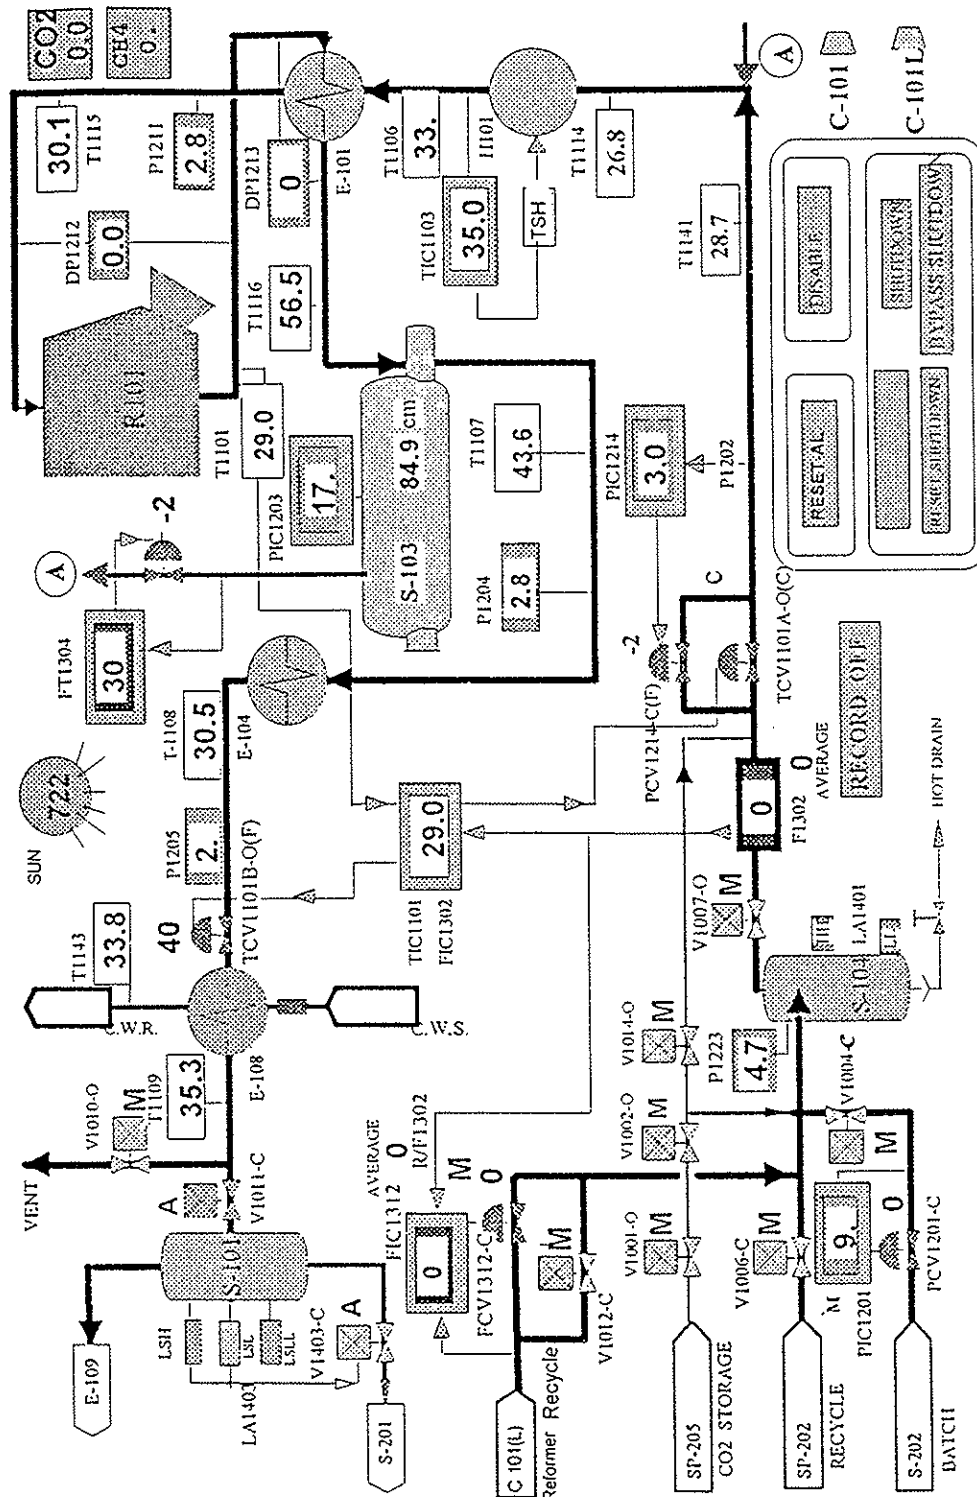 VENT
V1010-O
M
T1109
35.3
E-108
A
V1011-C
S-101
E-109
LSH
LSL
LSLL
LA1403
V1403-C
A
S-201
T1143
33.8
C.W.R.
C.W.S.
SUN
722
P1205
2.
40
TCV1101B-O(F)
T-1108
30.5
E-104
FT1304
30
A
-2
TIC1101
FIC1302
29.0
T1101
29.0
PIC1203
17.
S-103
84.9 cm
P1204
2.8
T1107
43.6
T1116
56.5
R101
DP1212
0.0
30.1
T1115
P1211
2.8
CO2
0.0
CH4
0.
DP1213
0
E-101
T1106
33.
I1101
TIC1103
35.0
TSH
T1114
26.8
A
T1141
28.7
PIC1214
3.0
P1202
C
-2
PCV1214-C(F)
TCV1101A-O(C)
F1302
0
0
AVERAGE
RECORD OFF
HOT DRAIN
V1007-O
M
S-104
LA1401
P1223
4.7
V1014-O
M
V1002-O
M
V1001-O
M
V1004-C
M
V1006-C
M
PIC1201
M
9.
0
PCV1201-C
AVERAGE
0
R/F1302
FIC1312
0
M
0
FCV1312-C
V1012-C
M
C 101(L)
Reformer Recycle
SP-205
CO2 STORAGE
SP-202
RECYCLE
S-202
BATCH
RESET-AL
DISABLE
RESET SHUTDOWN
SHUTDOWN
BYPASS SHUTDOW
C-101
C-101L